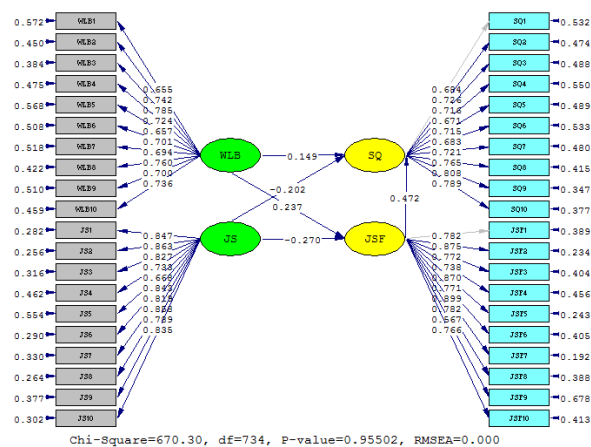 0.572 WLB1 SQ1 0.532
0.450 WLB2 SQ2 0.474
0.384 WLB3 SQ3 0.488
0.475 WLB4 SQ4 0.550
0.568 WLB5 SQ5 0.489
0.508 WLB6 SQ6 0.533
0.518 WLB7 SQ7 0.480
0.422 WLB8 SQ8 0.415
0.510 WLB9 SQ9 0.347
0.459 WLB10 SQ10 0.377
0.282 JS1 JSF1 0.389
0.256 JS2 JSF2 0.234
0.316 JS3 JSF3 0.404
0.462 JS4 JSF4 0.456
0.554 JS5 JSF5 0.243
0.290 JS6 JSF6 0.405
0.330 JS7 JSF7 0.192
0.264 JS8 JSF8 0.388
0.377 JS9 JSF9 0.678
0.302 JS10 JSF10 0.413
0.655
0.742
0.785
0.724
0.657
0.701
0.694
0.760
0.700
0.736
0.847
0.863
0.827
0.733
0.843
0.858
0.789
0.835
WLB
0.149
SQ
-0.202
0.237
0.472
JS
-0.270
JSF
0.684
0.726
0.716
0.671
0.715
0.683
0.721
0.765
0.808
0.789
0.782
0.875
0.772
0.738
0.870
0.771
0.899
0.782
0.567
0.766
Chi-Square=670.30, df=734, P-value=0.95502, RMSEA=0.000